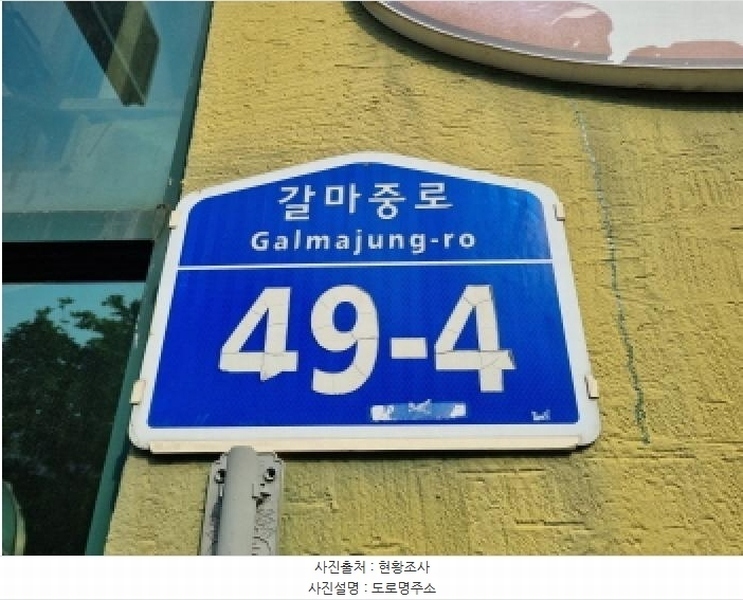 갈마중로
Galmajung-ro
49-4
사진출처 : 현황조사
사진설명 : 도로명주소